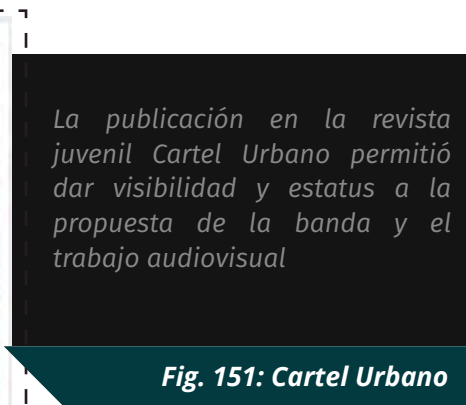 La publicación en la revista
juvenil Cartel Urbano permitió
dar visibilidad y estatus a la
propuesta de la banda y el
trabajo audiovisual
Fig. 151: Cartel Urbano